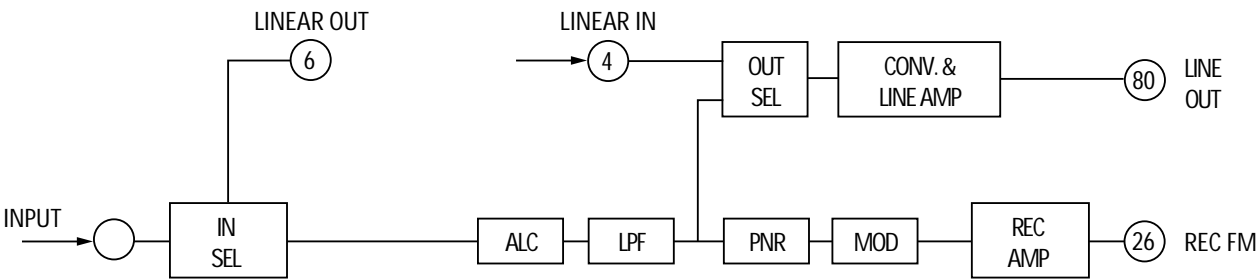 LINEAR OUT
6
LINEAR IN
4
OUT
SEL
CONV. &
LINE AMP
80
LINE
OUT
INPUT
IN
SEL
ALC
LPF
PNR
MOD
REC
AMP
26
REC FM